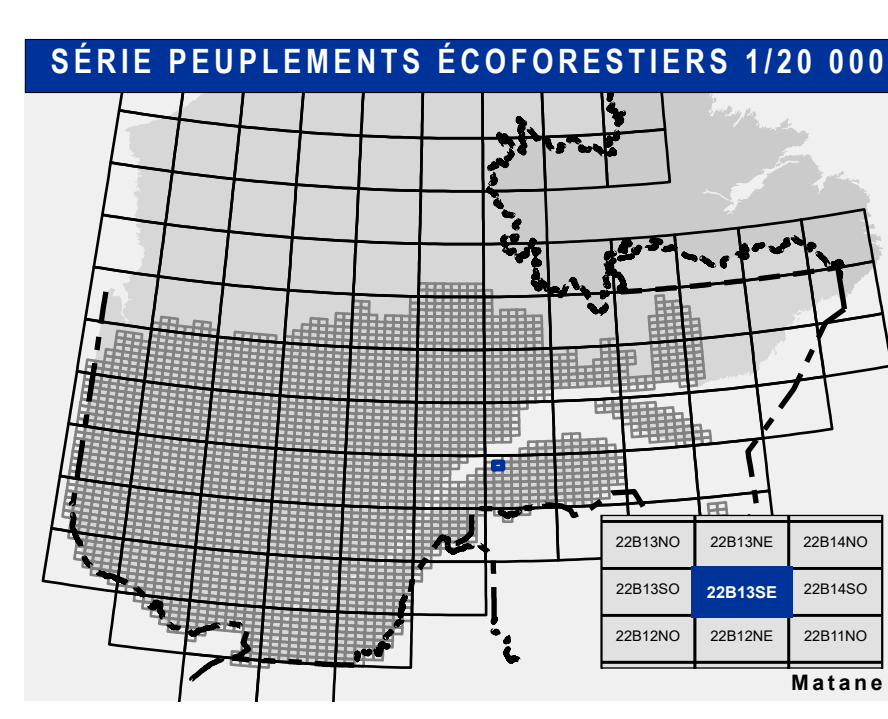 SÉRIE PEUPLEMENTS ÉCOFORESTIERS 1/20 000
22B13NO 22B13NE 22B14NO
22B13SO 22B13SE 22B14SO
22B12NO 22B12NE 22B11NO
Matane